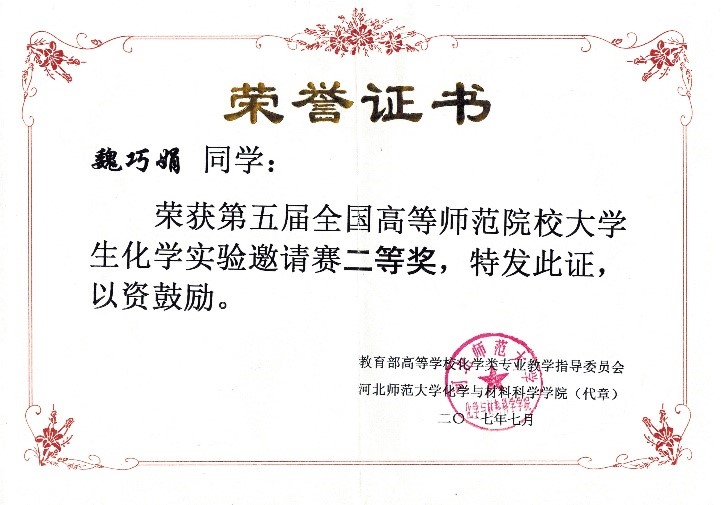 荣誉证书
魏巧娟 同学：
荣获第五届全国高等师范院校大学
生化学实验邀请赛二等奖，特发此证，
以资鼓励。
教育部高等学校化学类专业教学指导委员会
河北师范大学化学与材料科学学院（代章）
二〇一七年七月
河北师范大学